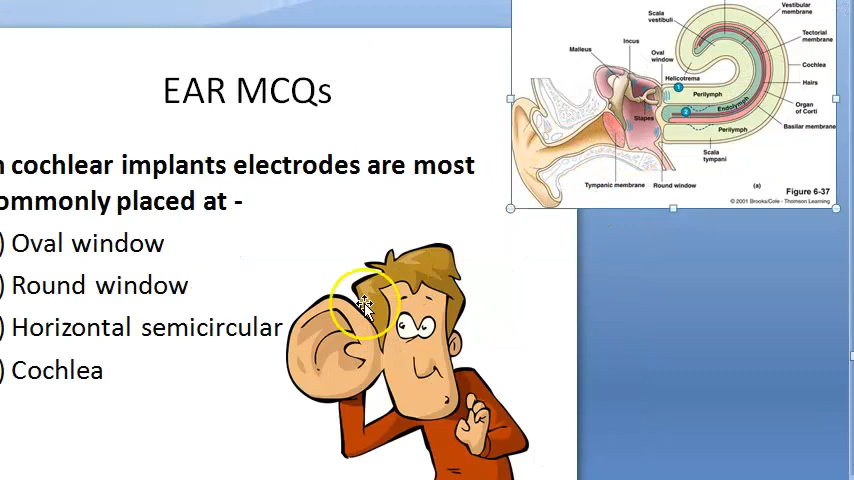 EAR MCQs
n cochlear implants electrodes are most
ommonly placed at -
) Oval window
) Round window
) Horizontal semicircular
) Cochlea
Scala
vestibuli
Vestibular
membrane
Tectorial
membrane
Incus
Malleus
Oval
window
Cochlea
Helicotrema
Hairs
1
Perilymph
Endolymph
Organ
of Corti
2
Stapes
Perilymph
Basilar membrane
Scala
tympani
Tympanic membrane
Round window
(a)
Figure 6-37
© 2001 Brooks/Cole - Thomson Learning